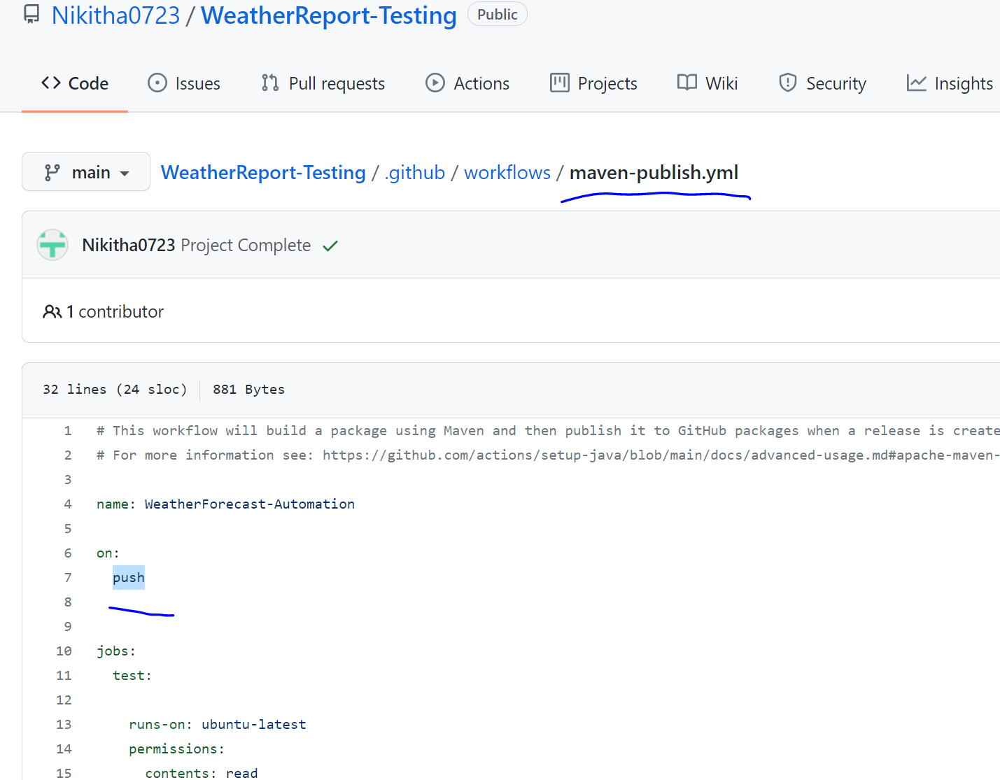 Nikitha0723 / WeatherReport-Testing Public
Code Issues Pull requests Actions Projects Wiki Security Insights
main WeatherReport-Testing / .github / workflows / maven-publish.yml
Nikitha0723 Project Complete
1 contributor
32 lines (24 sloc) 881 Bytes
1 # This workflow will build a package using Maven and then publish it to GitHub packages when a release is create
2 # For more information see: https://github.com/actions/setup-java/blob/main/docs/advanced-usage.md#apache-maven-
3
4 name: WeatherForecast-Automation
5
6 on:
7 push
8
9
10 jobs:
11 test:
12
13 runs-on: ubuntu-latest
14 permissions:
15 contents: read